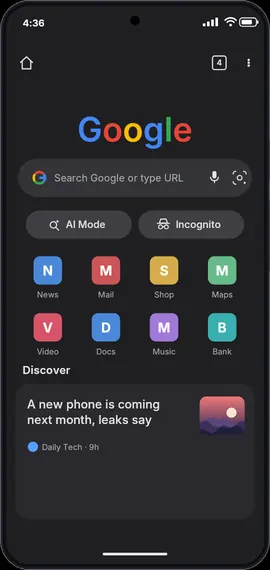 4:36
4
Google
Search Google or type URL
AI Mode
Incognito
N
M
S
M
News
Mail
Shop
Maps
V
D
M
B
Video
Docs
Music
Bank
Discover
A new phone is coming
next month, leaks say
Daily Tech · 9h